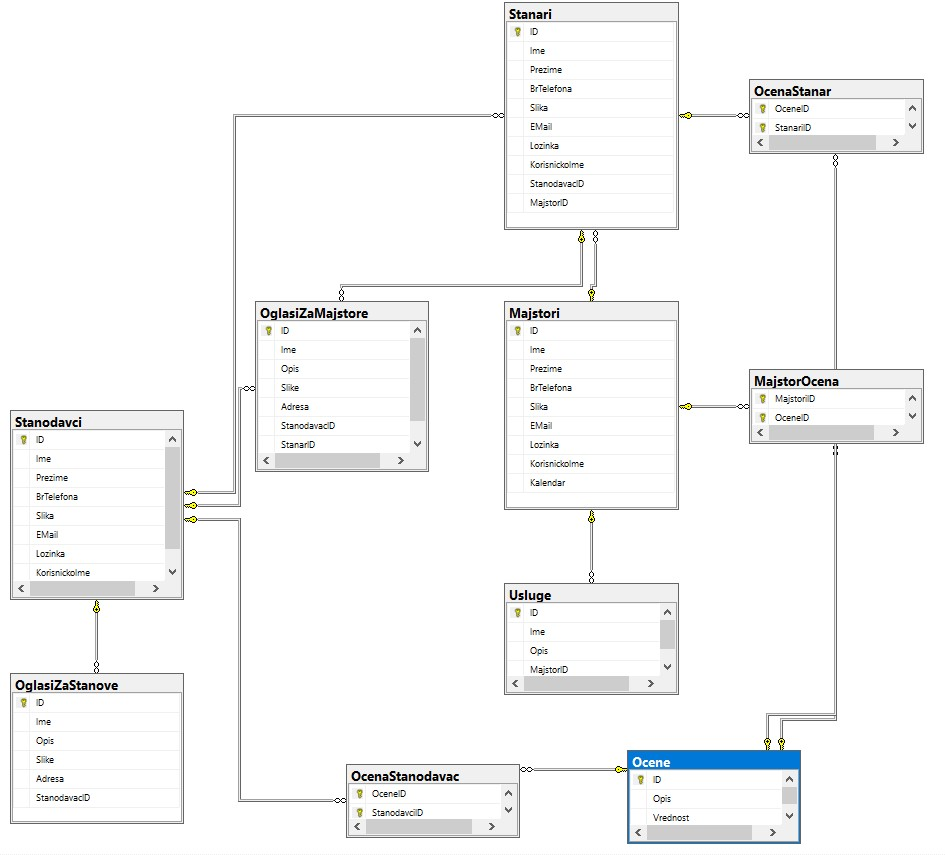 Stanari
ID
Ime
Prezime
BrTelefona
Slika
EMail
Lozinka
KorisnickoIme
StanodavacID
MajstorID
OcenaStanar
OceneID
StanariID
OglasiZaMajstore
ID
Ime
Opis
Slike
Adresa
StanodavacID
StanarID
Majstori
ID
Ime
Prezime
BrTelefona
Slika
EMail
Lozinka
KorisnickoIme
Kalendar
MajstorOcena
MajstoriID
OceneID
Stanodavci
ID
Ime
Prezime
BrTelefona
Slika
EMail
Lozinka
KorisnickoIme
Usluge
ID
Ime
Opis
MajstorID
OglasiZaStanove
ID
Ime
Opis
Slike
Adresa
StanodavacID
OcenaStanodavac
OceneID
StanodavciID
Ocene
ID
Opis
Vrednost